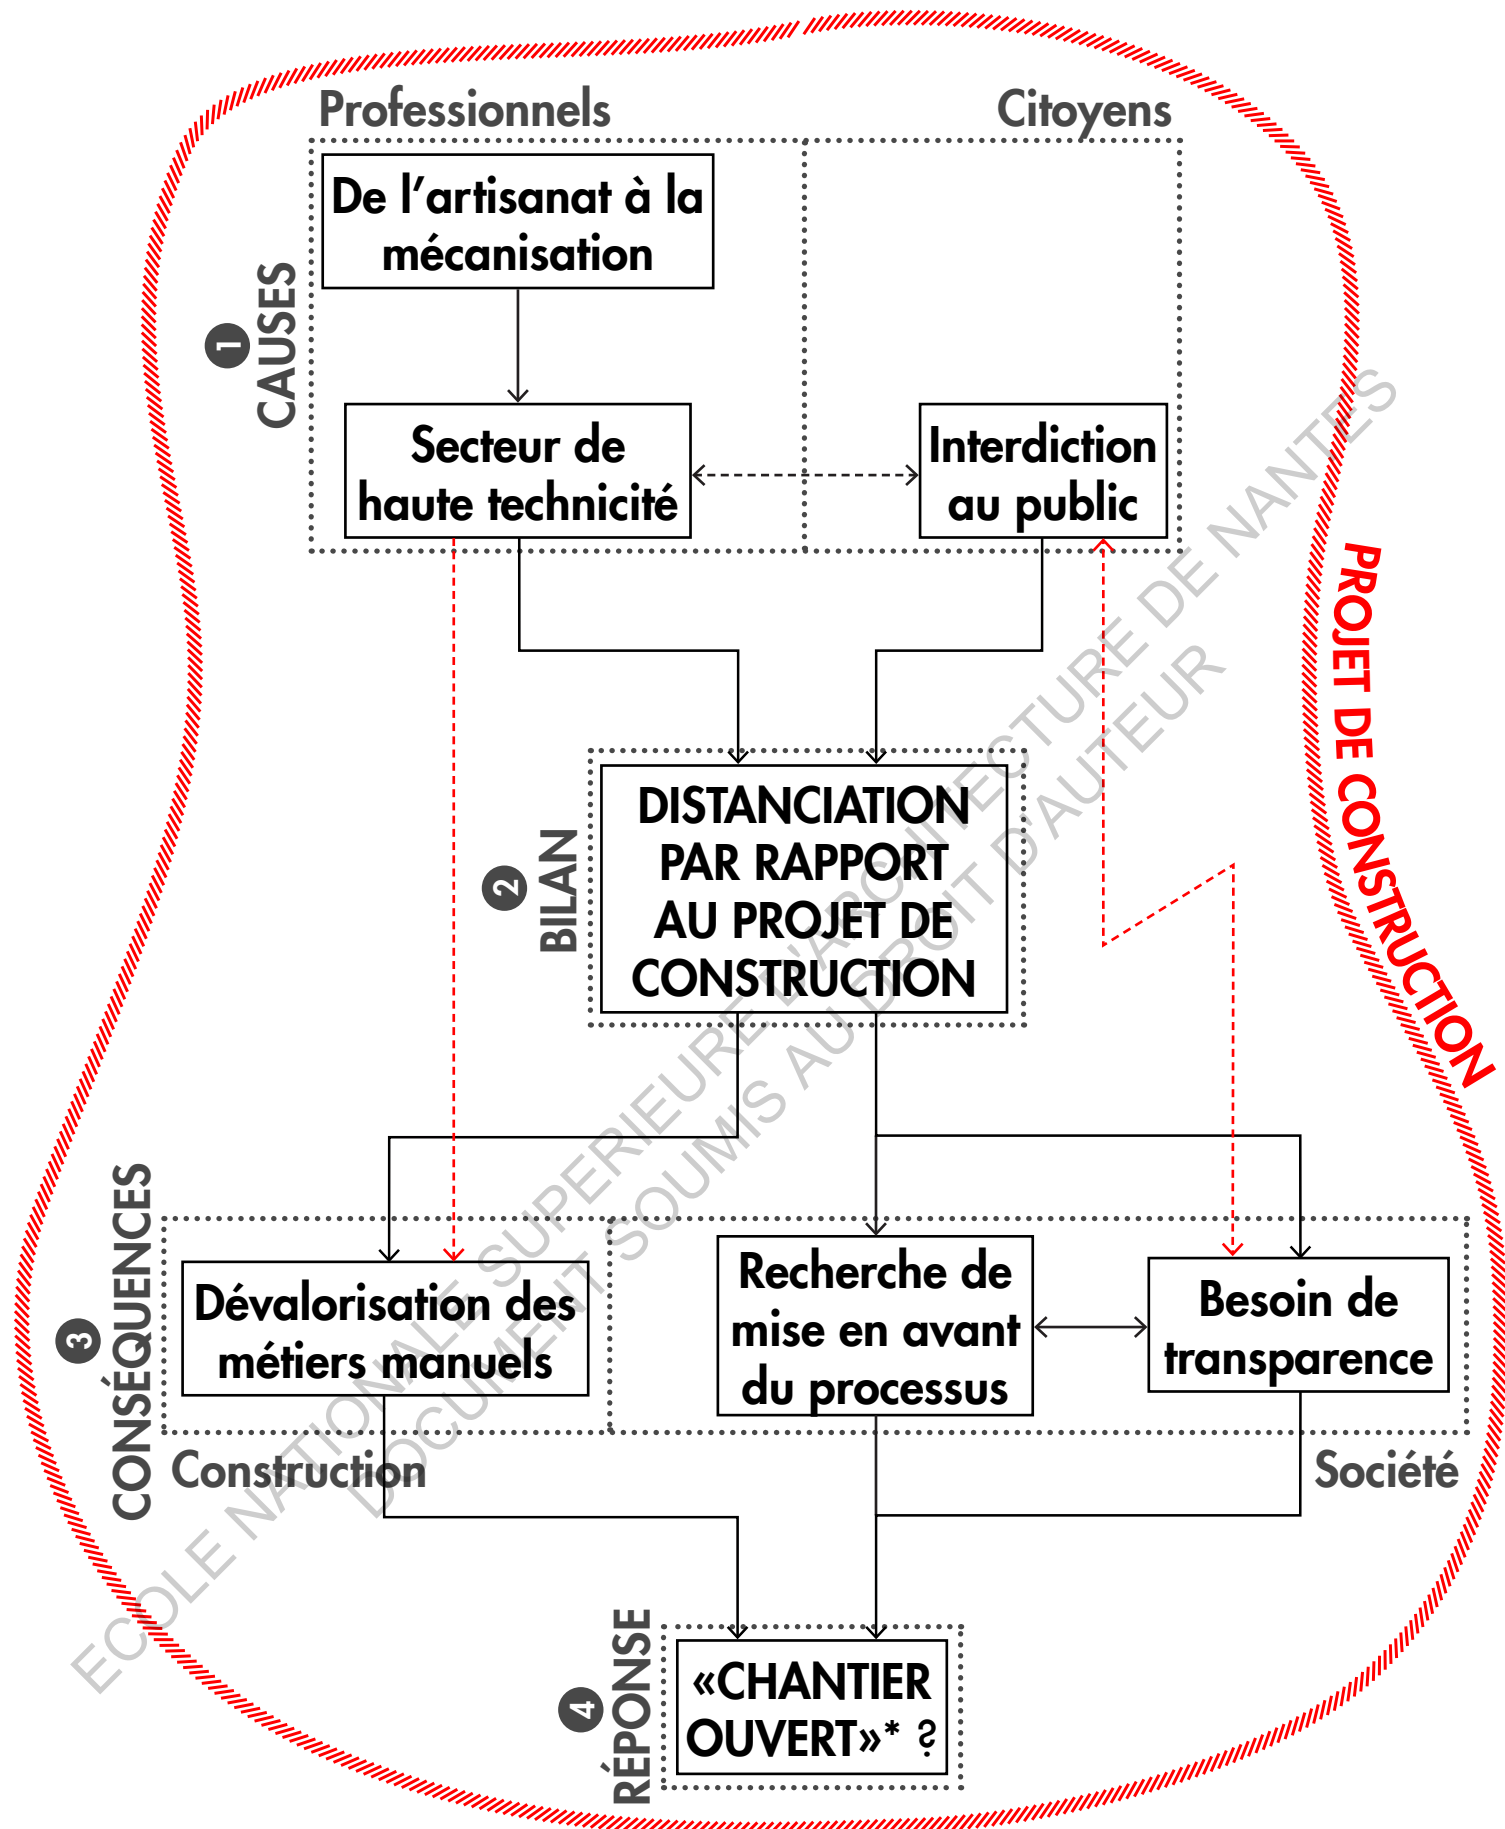 Professionnels
Citoyens
1
CAUSES
De l’artisanat à la
mécanisation
Secteur de
haute technicité
Interdiction
au public
PROJET DE CONSTRUCTION
2
BILAN
DISTANCIATION
PAR RAPPORT
AU PROJET DE
CONSTRUCTION
3
CONSÉQUENCES
Dévalorisation des
métiers manuels
Recherche de
mise en avant
du processus
Besoin de
transparence
Construction
Société
4
RÉPONSE
«CHANTIER
OUVERT»* ?
ECOLE NATIONALE SUPERIEURE D'ARCHITECTURE DE NANTES
DOCUMENT SOUMIS AU DROIT D'AUTEUR